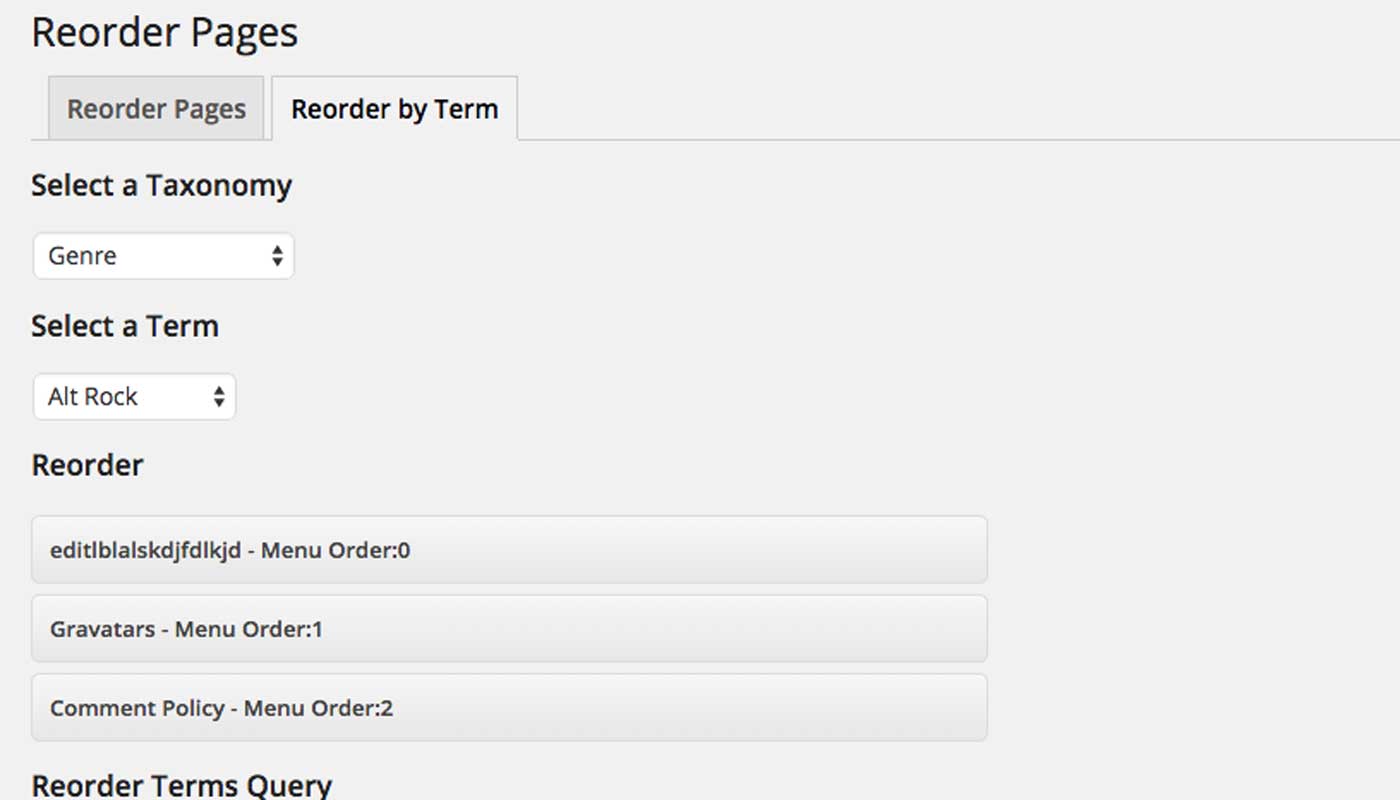 Reorder Pages
Reorder Pages
Reorder by Term
Select a Taxonomy
Genre
Select a Term
Alt Rock
Reorder
editlblalskdjfdlkjd - Menu Order:0
Gravatars - Menu Order:1
Comment Policy - Menu Order:2
Reorder Terms Query